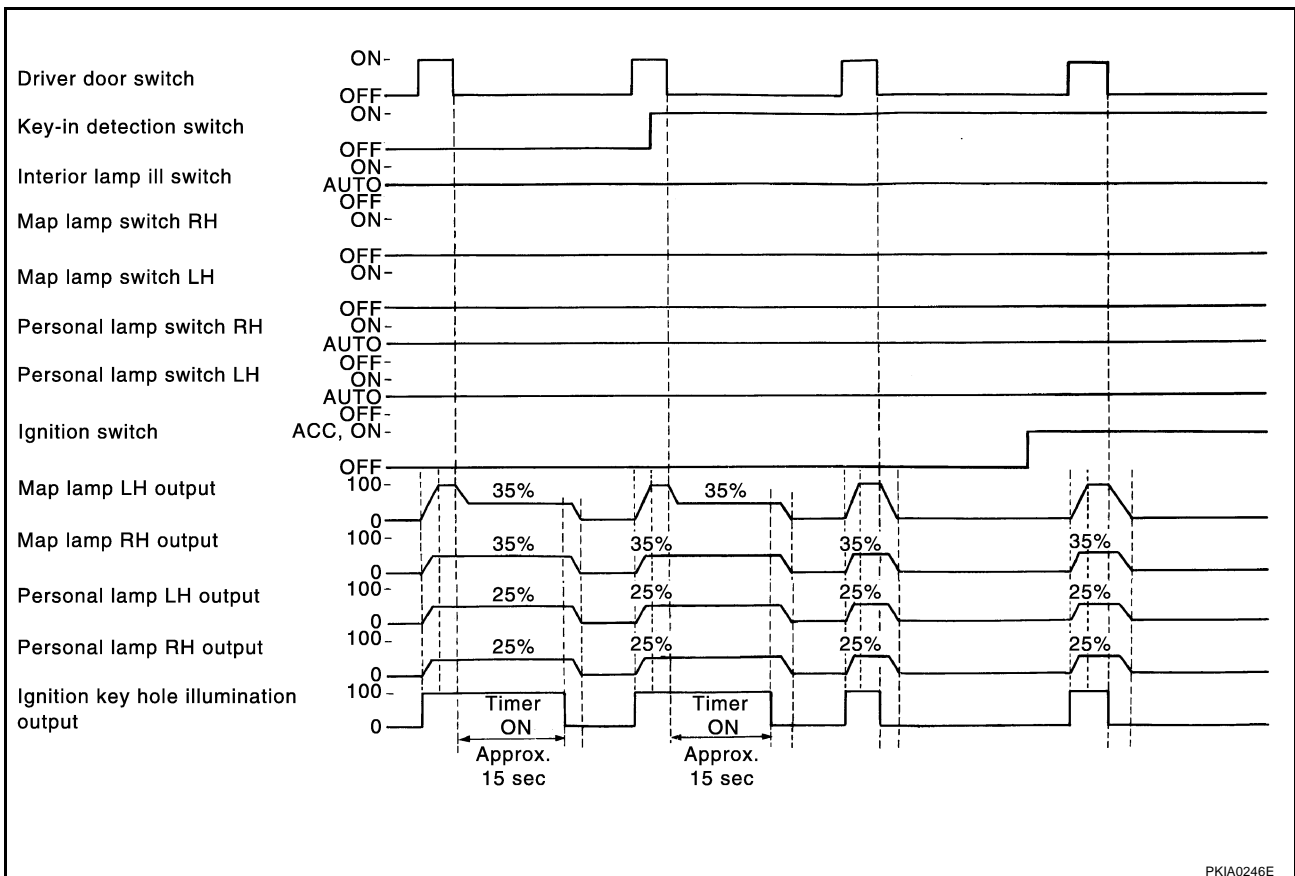 Driver door switch
ON
OFF
Key-in detection switch
ON
OFF
Interior lamp ill switch
ON
AUTO
OFF
Map lamp switch RH
ON
OFF
Map lamp switch LH
ON
OFF
Personal lamp switch RH
ON
AUTO
OFF
Personal lamp switch LH
ON
AUTO
OFF
Ignition switch
ACC, ON
OFF
Map lamp LH output
100
0
35% 35%
Map lamp RH output
100
0
35% 35% 35% 35%
Personal lamp LH output
100
0
25% 25% 25% 25%
Personal lamp RH output
100
0
25% 25% 25% 25%
Ignition key hole illumination
output
100
0
Timer
ON
Approx.
15 sec
Timer
ON
Approx.
15 sec
PKIA0246E